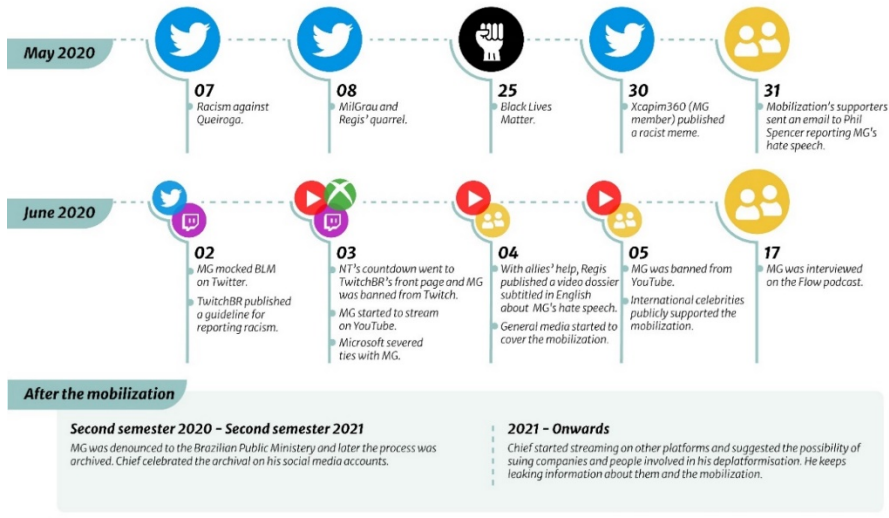 May 2020
07
Racism against
Queiroga.
08
MilGrau and
Regis' quarrel.
25
Black Lives
Matter.
30
Xcapim360 (MG
member) published
a racist meme.
31
Mobilization's supporters
sent an email to Phil
Spencer reporting MG's
hate speech.
June 2020
02
MG mocked BLM
on Twitter.
TwitchBR published
a guideline for
reporting racism.
03
NT's countdown went to
TwitchBR's front page and MG
was banned from Twitch.
MG started to stream
on YouTube.
Microsoft severed
ties with MG.
04
With allies' help, Regis
published a video dossier
subtitled in English
about MG's hate speech.
General media started to
cover the mobilization.
05
MG was banned from
YouTube.
International celebrities
publicly supported the
mobilization.
17
MG was interviewed
on the Flow podcast.
After the mobilization
Second semester 2020 – Second semester 2021
MG was denounced to the Brazilian Public Ministery and later the process was
archived. Chief celebrated the archival on his social media accounts.
2021 – Onwards
Chief started streaming on other platforms and suggested the possibility of
suing companies and people involved in his deplatformisation. He keeps
leaking information about them and the mobilization.